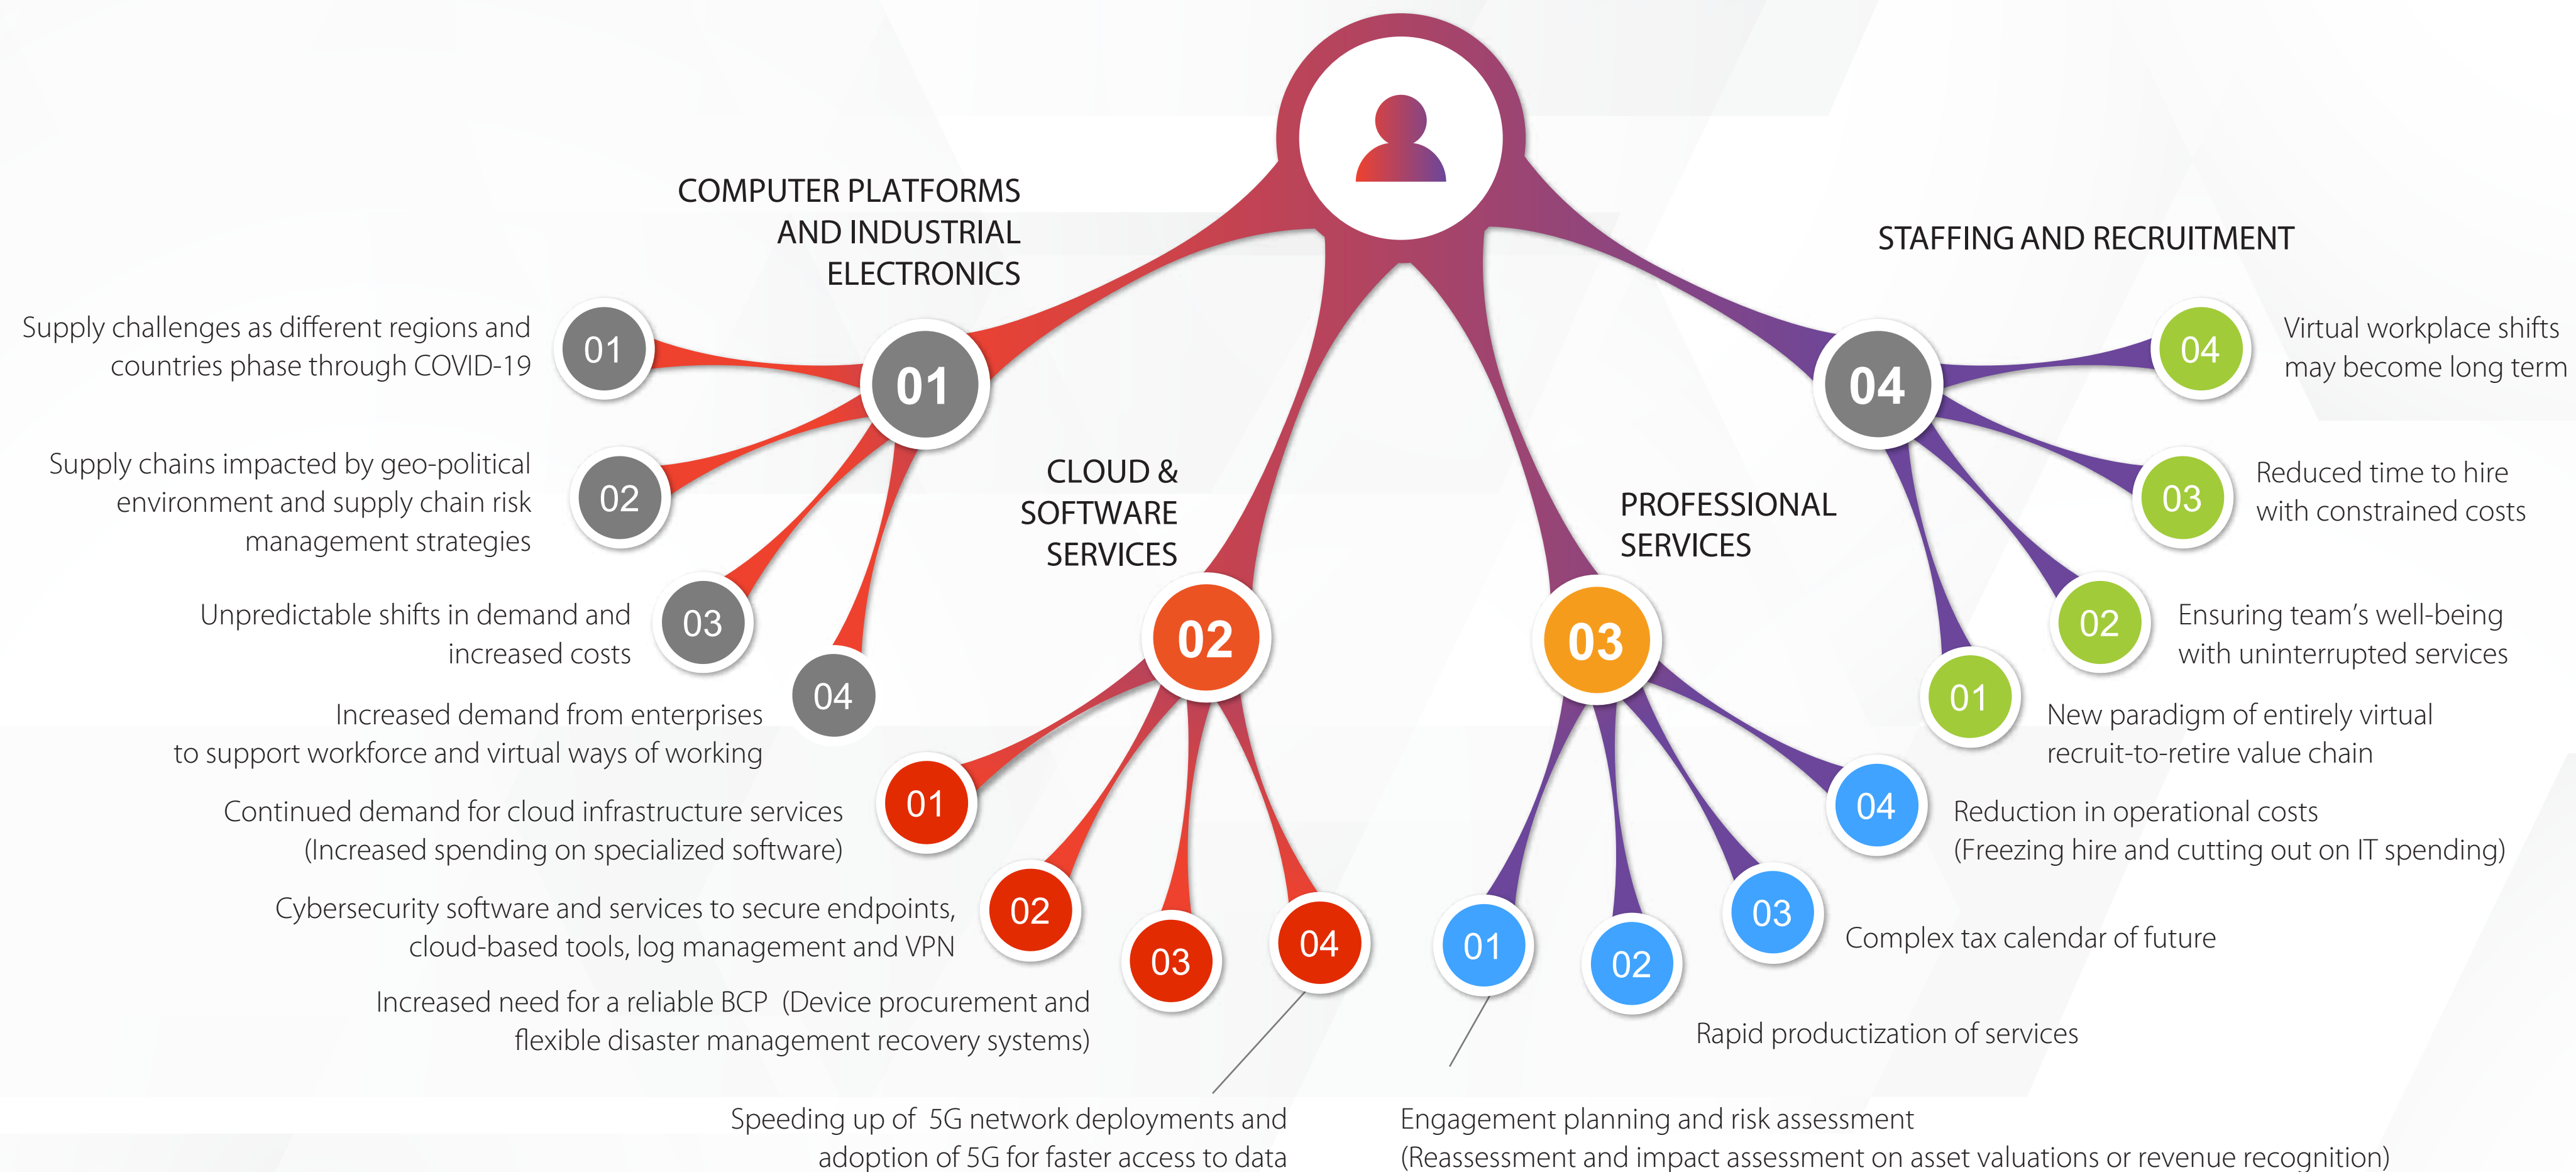 COMPUTER PLATFORMS
AND INDUSTRIAL
ELECTRONICS
01
01
Supply challenges as different regions and
countries phase through COVID-19
02
Supply chains impacted by geo-political
environment and supply chain risk
management strategies
03
Unpredictable shifts in demand and
increased costs
04
Increased demand from enterprises
to support workforce and virtual ways of working
CLOUD &
SOFTWARE
SERVICES
02
01
Continued demand for cloud infrastructure services
(Increased spending on specialized software)
02
Cybersecurity software and services to secure endpoints,
cloud-based tools, log management and VPN
03
Increased need for a reliable BCP  (Device procurement and
flexible disaster management recovery systems)
04
Speeding up of  5G network deployments and
adoption of 5G for faster access to data
PROFESSIONAL
SERVICES
03
01
Engagement planning and risk assessment
(Reassessment and impact assessment on asset valuations or revenue recognition)
02
Rapid productization of services
03
Complex tax calendar of future
04
Reduction in operational costs
(Freezing hire and cutting out on IT spending)
STAFFING AND RECRUITMENT
04
04
Virtual workplace shifts
may become long term
03
Reduced time to hire
with constrained costs
02
Ensuring team’s well-being
with uninterrupted services
01
New paradigm of entirely virtual
recruit-to-retire value chain